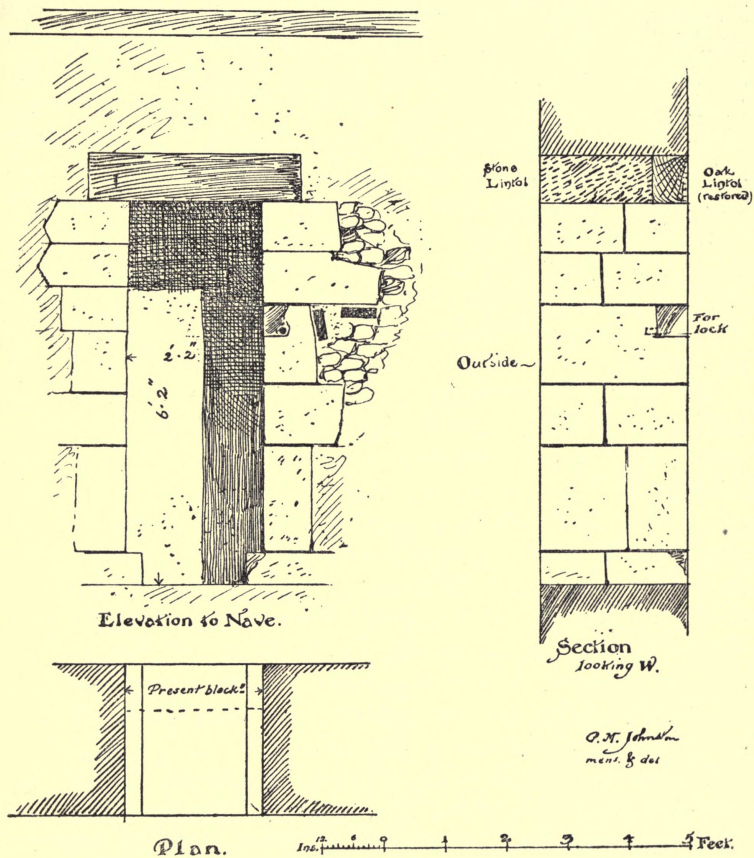 Stone
Lintol
Oak
Lintol
(restored)
For
lock
L
Outside
2'·2"
6'·2"
Elevation to Nave.
Section
looking W.
Present block⁸
P. M. Johnston
mens. & del
Plan.
Ins. 12 6 0 1 2 3 4 5 Feet.